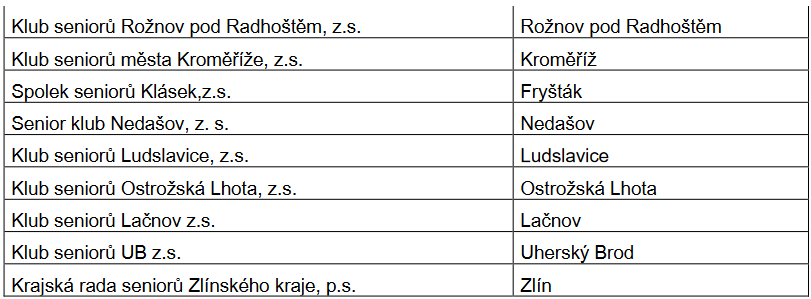 Klub seniorů Rožnov pod Radhoštěm, z.s. Rožnov pod Radhoštěm
Klub seniorů města Kroměříže, z.s. Kroměříž
Spolek seniorů Klásek,z.s. Fryšták
Senior klub Nedašov, z. s. Nedašov
Klub seniorů Ludslavice, z.s. Ludslavice
Klub seniorů Ostrožská Lhota, z.s. Ostrožská Lhota
Klub seniorů Lačnov z.s. Lačnov
Klub seniorů UB z.s. Uherský Brod
Krajská rada seniorů Zlínského kraje, p.s. Zlín